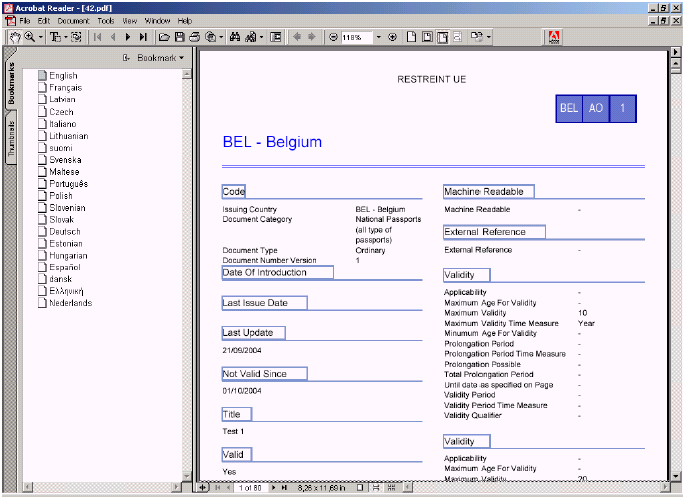 Acrobat Reader - [42.pdf]
File Edit Document Tools View Window Help
118%
Bookmarks
Thumbnails
Bookmark
English
Français
Latvian
Czech
Italiano
Lithuanian
suomi
Svenska
Maltese
Português
Polish
Slovenian
Slovak
Deutsch
Estonian
Hungarian
Español
dansk
Ελληνική
Nederlands
RESTREINT UE
BEL AO 1
BEL - Belgium
Code
Issuing Country BEL - Belgium
Document Category National Passports
(all type of
passports)
Document Type Ordinary
Document Number Version 1
Date Of Introduction
Last Issue Date
Last Update
21/09/2004
Not Valid Since
01/10/2004
Title
Test 1
Valid
Yes
Machine Readable
Machine Readable -
External Reference
External Reference -
Validity
Applicability -
Maximum Age For Validity -
Maximum Validity 10
Maximum Validity Time Measure Year
Minumum Age For Validity -
Prolongation Period -
Prolongation Period Time Measure -
Prolongation Possible -
Total Prolongation Period -
Until date as specified on Page -
Validity Period -
Validity Period Time Measure -
Validity Qualifier -
Validity
Applicability -
Maximum Age For Validity -
Maximum Validity 20
1 of 80 8,26 x 11,69 in